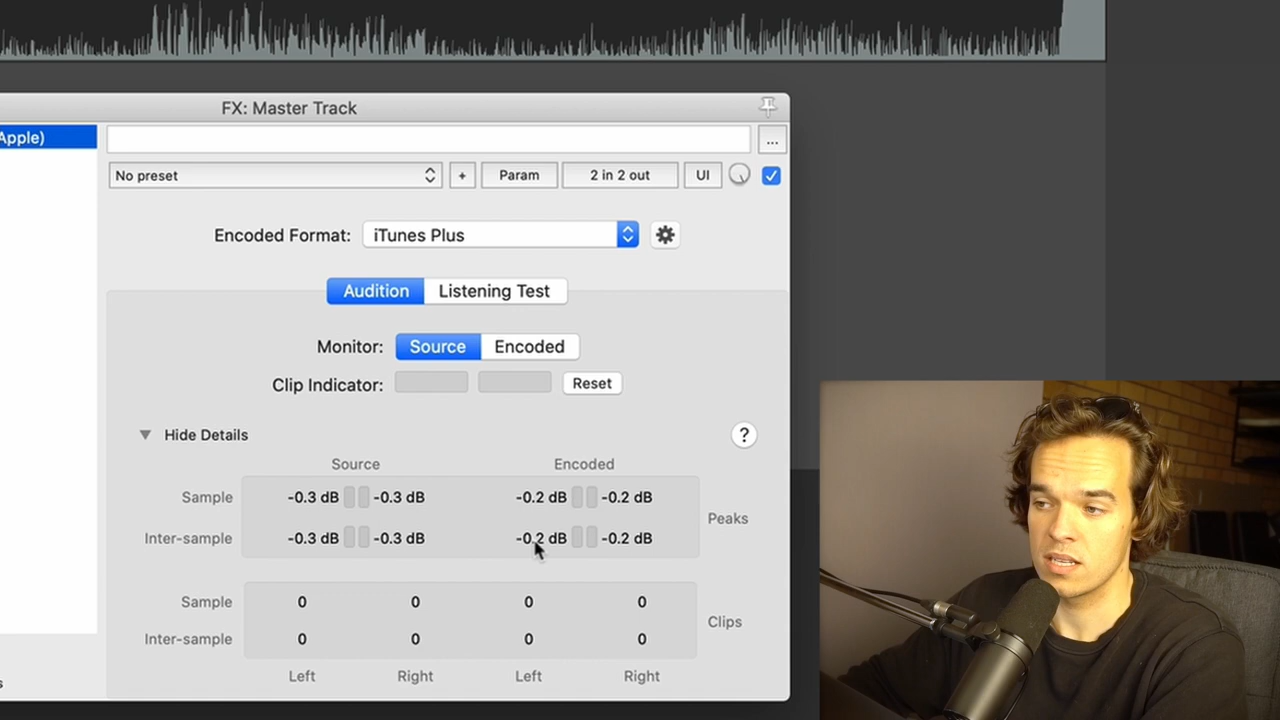 FX: Master Track
Apple)
...
No preset
+
Param
2 in 2 out
UI
Encoded Format:
iTunes Plus
Audition
Listening Test
Monitor:
Source
Encoded
Clip Indicator:
Reset
Hide Details
?
Source
Encoded
Sample
-0.3 dB
-0.3 dB
-0.2 dB
-0.2 dB
Peaks
Inter-sample
-0.3 dB
-0.3 dB
-0.2 dB
-0.2 dB
Sample
0
0
0
0
Clips
Inter-sample
0
0
0
0
Left
Right
Left
Right
s